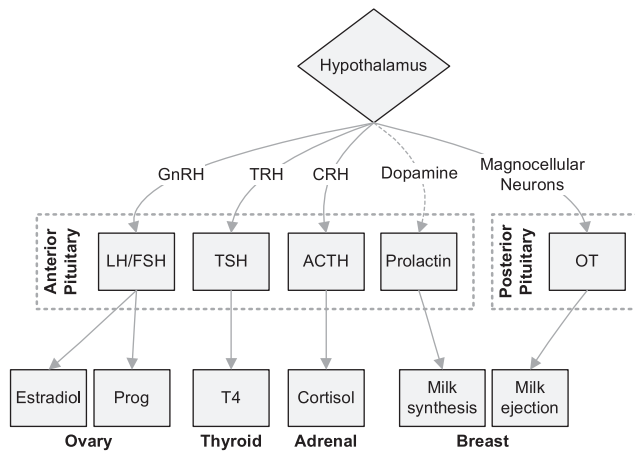 Hypothalamus
GnRH
TRH
CRH
Dopamine
Magnocellular
Neurons
Anterior
Pituitary
LH/FSH
TSH
ACTH
Prolactin
Posterior
Pituitary
OT
Estradiol
Prog
T4
Cortisol
Milk
synthesis
Milk
ejection
Ovary
Thyroid
Adrenal
Breast